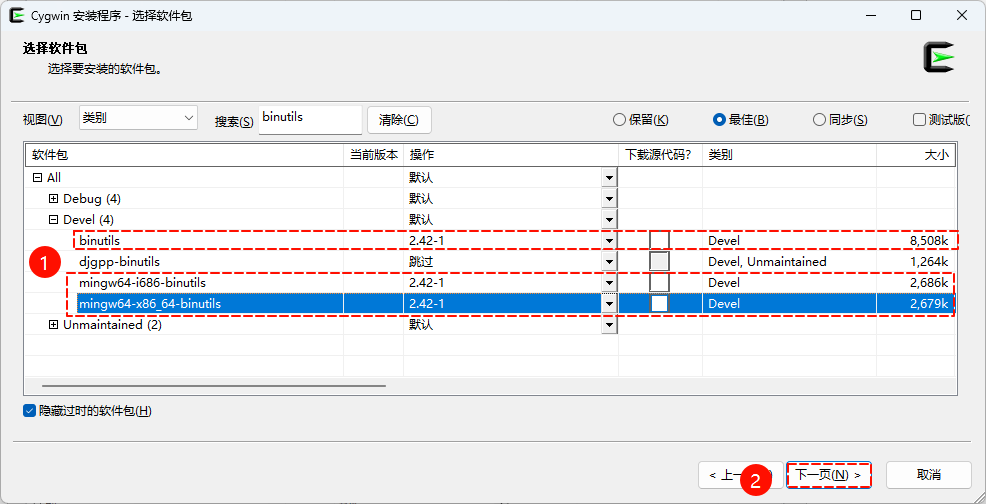 Cygwin 安装程序 - 选择软件包
选择软件包
选择要安装的软件包。
视图(V) 类别 搜索(S) binutils 清除(C) 保留(K) 最佳(B) 同步(S) 测试版(
软件包 当前版本 操作 下载源代码? 类别 大小
All 默认
Debug (4) 默认
Devel (4) 默认
binutils 2.42-1 Devel 8,508k
1
djgpp-binutils 跳过 Devel, Unmaintained 1,264k
mingw64-i686-binutils 2.42-1 Devel 2,686k
mingw64-x86_64-binutils 2.42-1 Devel 2,679k
Unmaintained (2) 默认
隐藏过时的软件包(H)
< 上一 2 下一页(N) > 取消